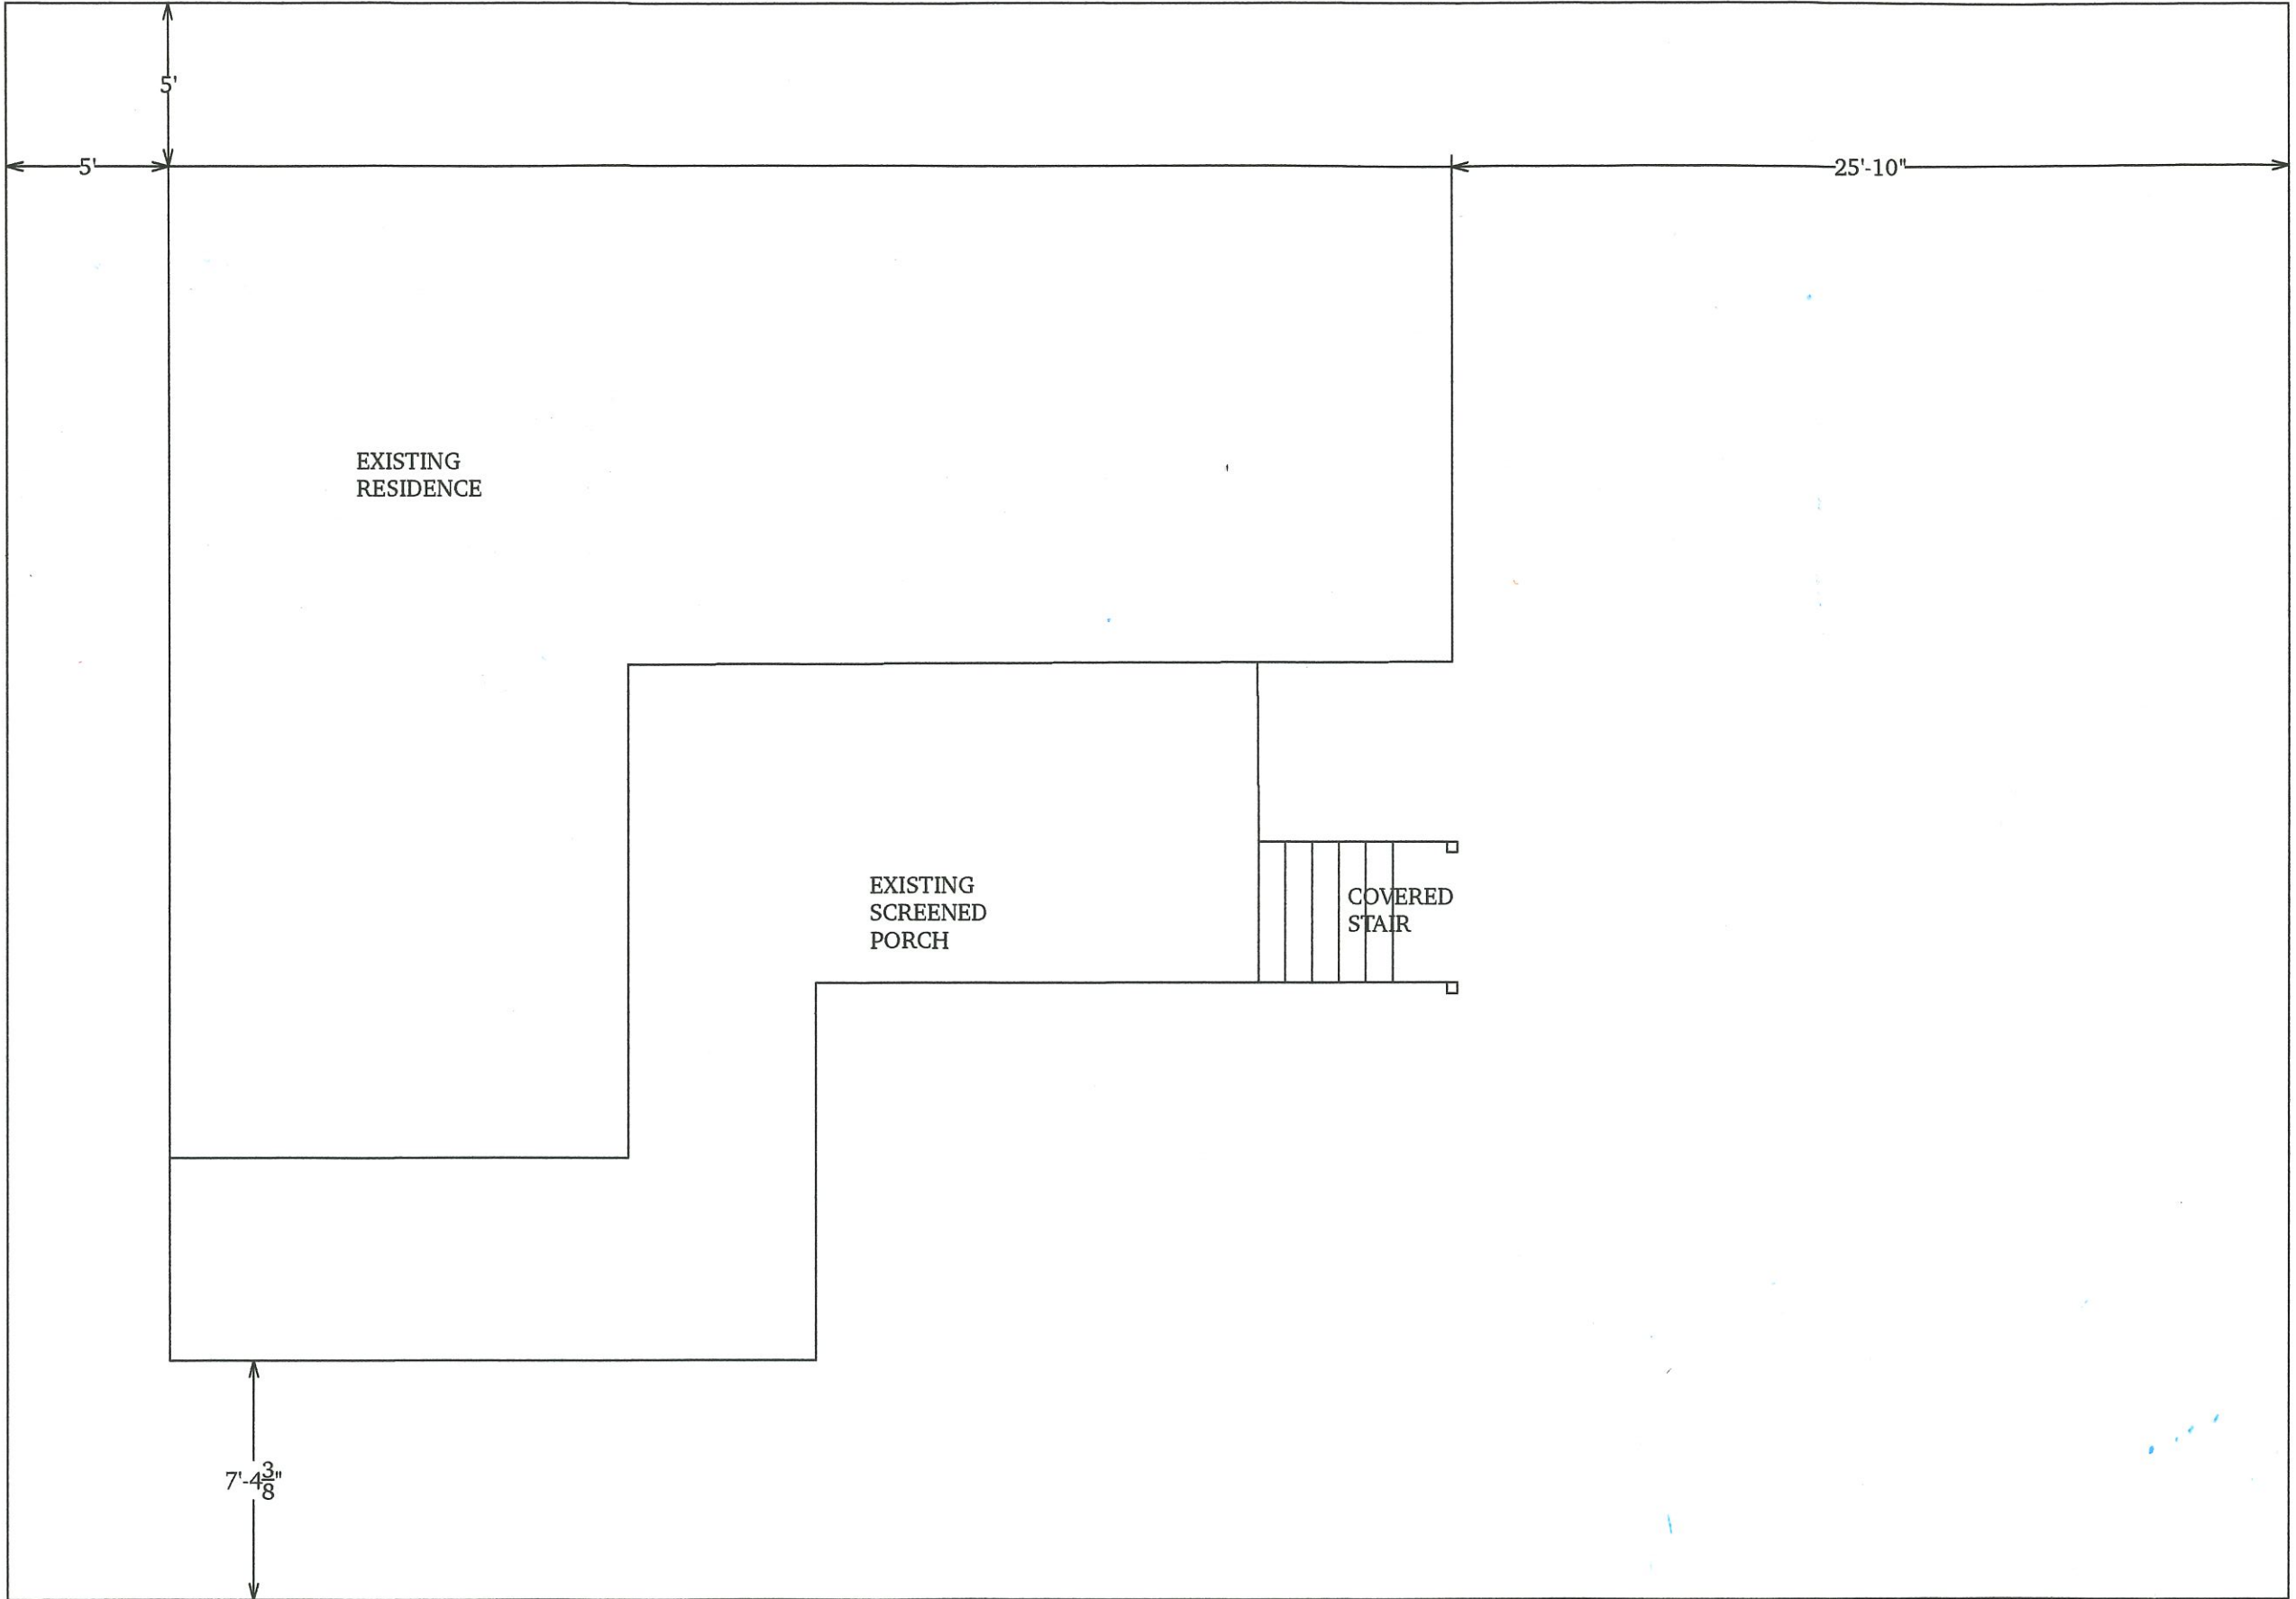 5'
5'
25'-10"
EXISTING
RESIDENCE
EXISTING
SCREENED
PORCH
COVERED
STAIR
7'-4 3/8"